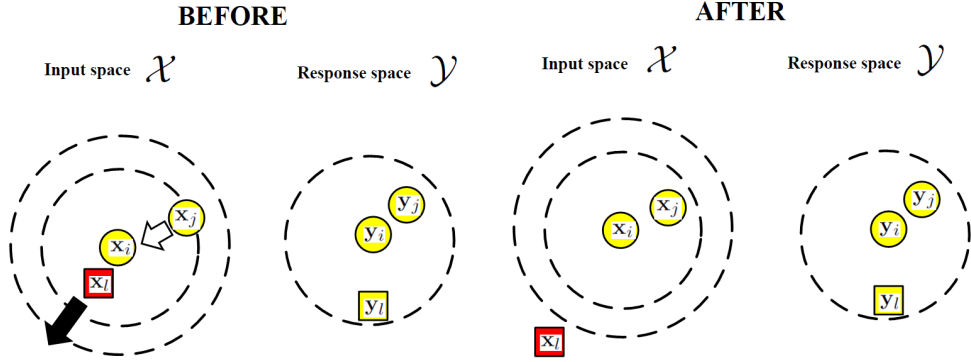 BEFORE
AFTER
Input space 𝒳
Response space 𝒴
Input space 𝒳
Response space 𝒴
x_j
x_i
x_l
y_j
y_i
y_l
x_j
x_i
x_l
y_j
y_i
y_l